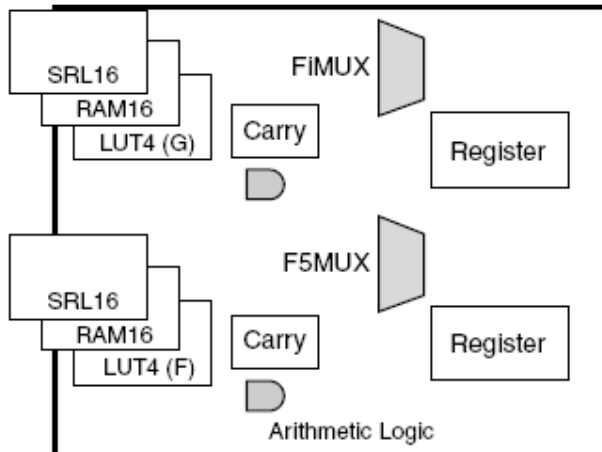 SRL16
RAM16
LUT4 (G)
Carry
FiMUX
Register
SRL16
RAM16
LUT4 (F)
Carry
F5MUX
Register
Arithmetic Logic